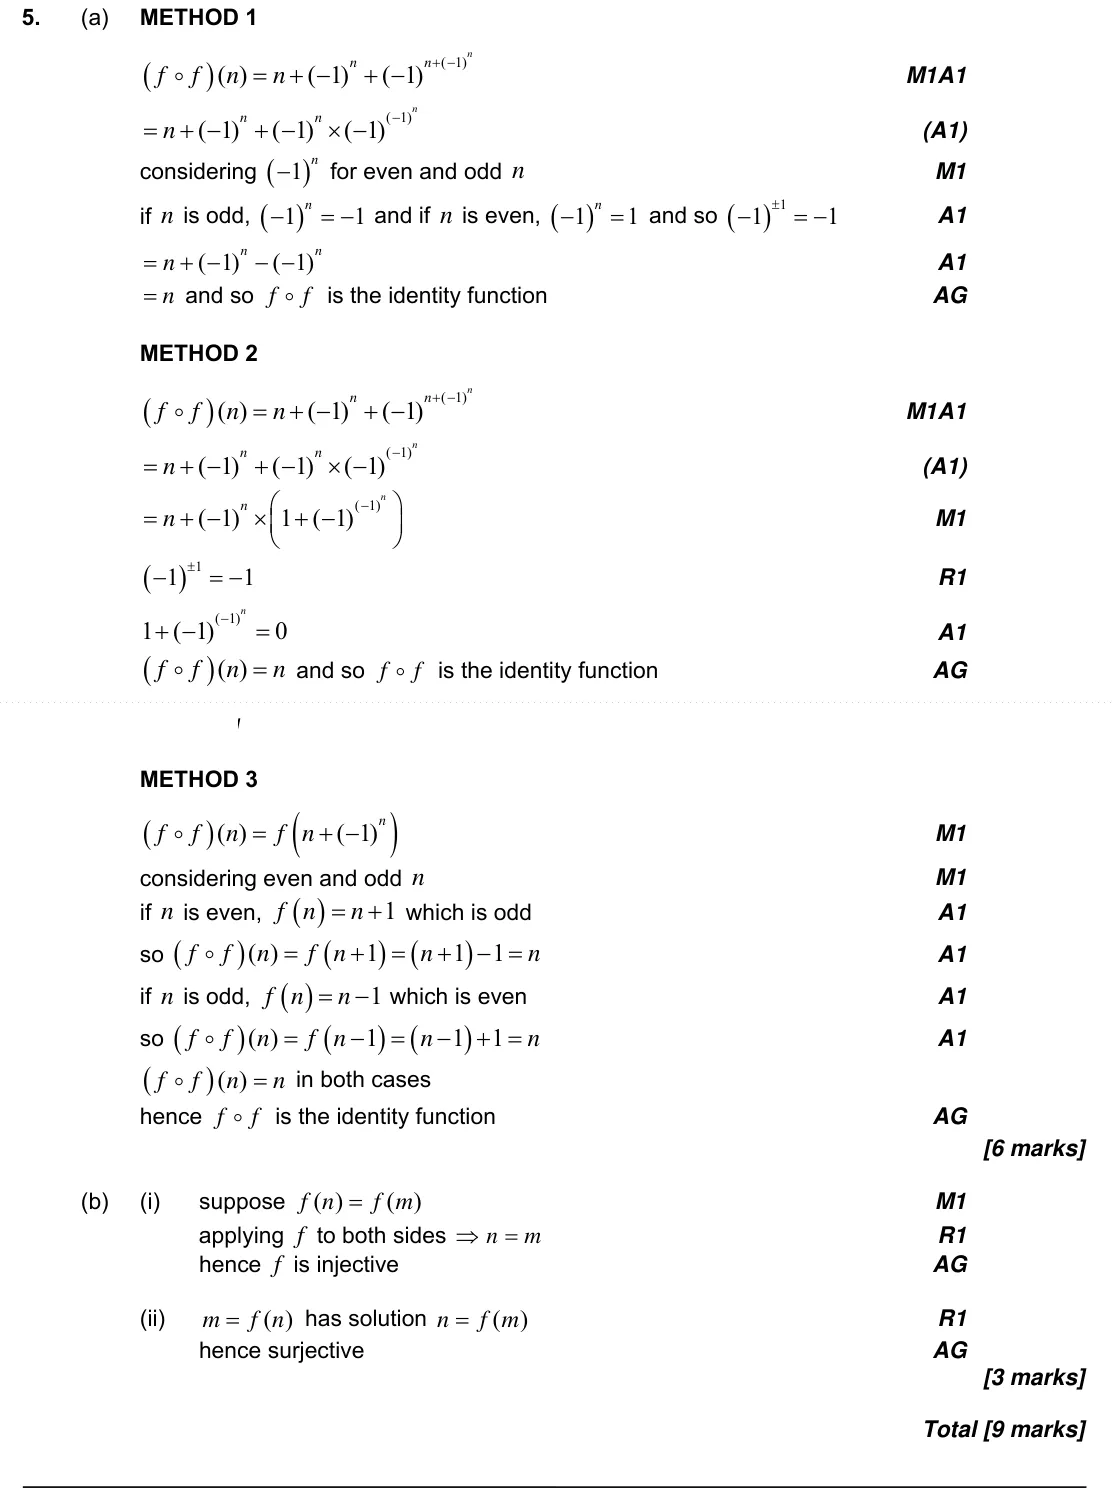 5. (a) METHOD 1
(f ∘ f)(n) = n + (−1)^n + (−1)^{n+(−1)^n} M1A1
= n + (−1)^n + (−1)^n × (−1)^{(−1)^n} (A1)
considering (−1)^n for even and odd n M1
if n is odd, (−1)^n = −1 and if n is even, (−1)^n = 1 and so (−1)^{±1} = −1 A1
= n + (−1)^n − (−1)^n A1
= n and so f ∘ f is the identity function AG
METHOD 2
(f ∘ f)(n) = n + (−1)^n + (−1)^{n+(−1)^n} M1A1
= n + (−1)^n + (−1)^n × (−1)^{(−1)^n} (A1)
= n + (−1)^n × (1 + (−1)^{(−1)^n}) M1
(−1)^{±1} = −1 R1
1 + (−1)^{(−1)^n} = 0 A1
(f ∘ f)(n) = n and so f ∘ f is the identity function AG
METHOD 3
(f ∘ f)(n) = f(n + (−1)^n) M1
considering even and odd n M1
if n is even, f(n) = n + 1 which is odd A1
so (f ∘ f)(n) = f(n + 1) = (n + 1) − 1 = n A1
if n is odd, f(n) = n − 1 which is even A1
so (f ∘ f)(n) = f(n − 1) = (n − 1) + 1 = n A1
(f ∘ f)(n) = n in both cases
hence f ∘ f is the identity function AG
[6 marks]
(b) (i) suppose f(n) = f(m) M1
applying f to both sides ⇒ n = m R1
hence f is injective AG
(ii) m = f(n) has solution n = f(m) R1
hence surjective AG
[3 marks]
Total [9 marks]